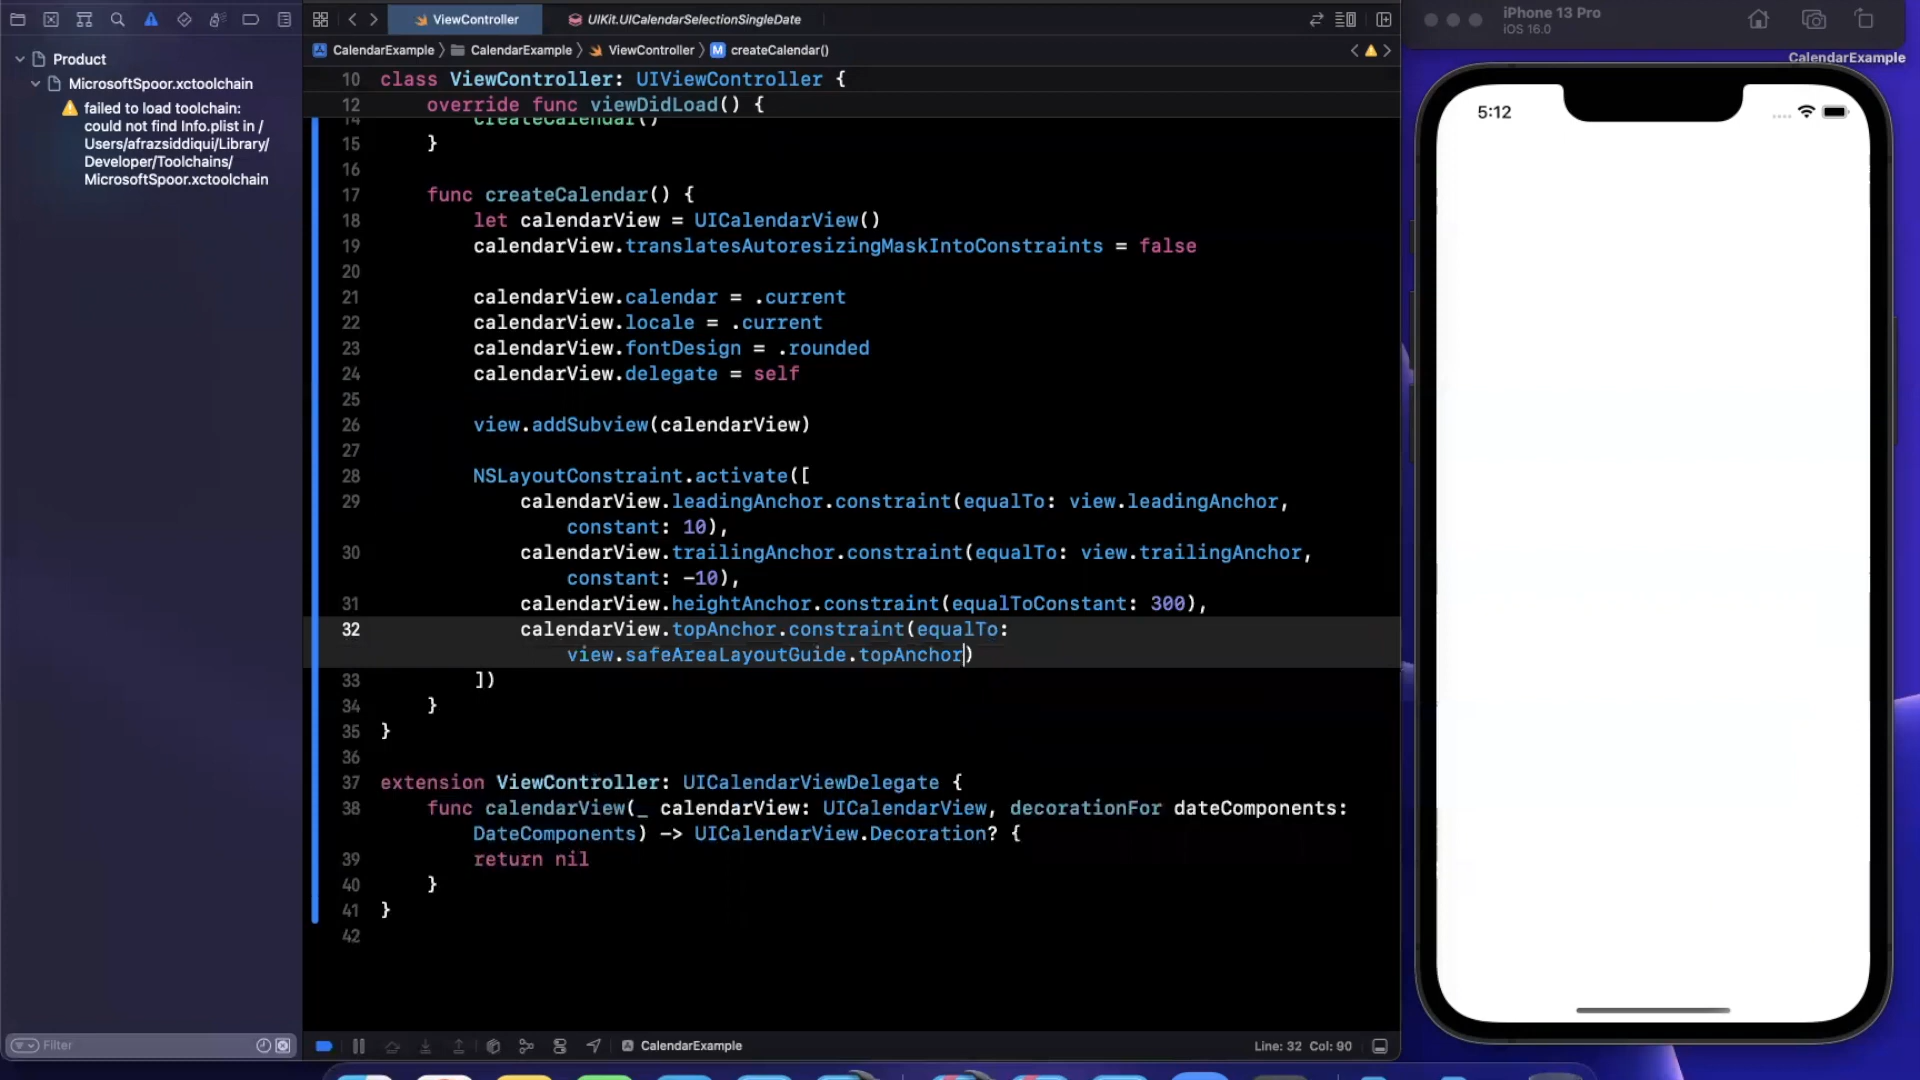 ViewController
UIKit.UICalendarSelectionSingleDate
iPhone 13 Pro
iOS 16.0
CalendarExample
Product
MicrosoftSpoor.xctoolchain
failed to load toolchain:
could not find Info.plist in /
Users/afrazsiddiqui/Library/
Developer/Toolchains/
MicrosoftSpoor.xctoolchain
CalendarExample 〉 CalendarExample 〉 ViewController 〉 M createCalendar()
10 class ViewController: UIViewController {
12 override func viewDidLoad() {
14 createCalendar()
15 }
16
17 func createCalendar() {
18 let calendarView = UICalendarView()
19 calendarView.translatesAutoresizingMaskIntoConstraints = false
20
21 calendarView.calendar = .current
22 calendarView.locale = .current
23 calendarView.fontDesign = .rounded
24 calendarView.delegate = self
25
26 view.addSubview(calendarView)
27
28 NSLayoutConstraint.activate([
29 calendarView.leadingAnchor.constraint(equalTo: view.leadingAnchor,
constant: 10),
30 calendarView.trailingAnchor.constraint(equalTo: view.trailingAnchor,
constant: -10),
31 calendarView.heightAnchor.constraint(equalToConstant: 300),
32 calendarView.topAnchor.constraint(equalTo:
view.safeAreaLayoutGuide.topAnchor)
33 ])
34 }
35 }
36
37 extension ViewController: UICalendarViewDelegate {
38 func calendarView(_ calendarView: UICalendarView, decorationFor dateComponents:
DateComponents) -> UICalendarView.Decoration? {
39 return nil
40 }
41 }
42
5:12
Filter
CalendarExample
Line: 32 Col: 90